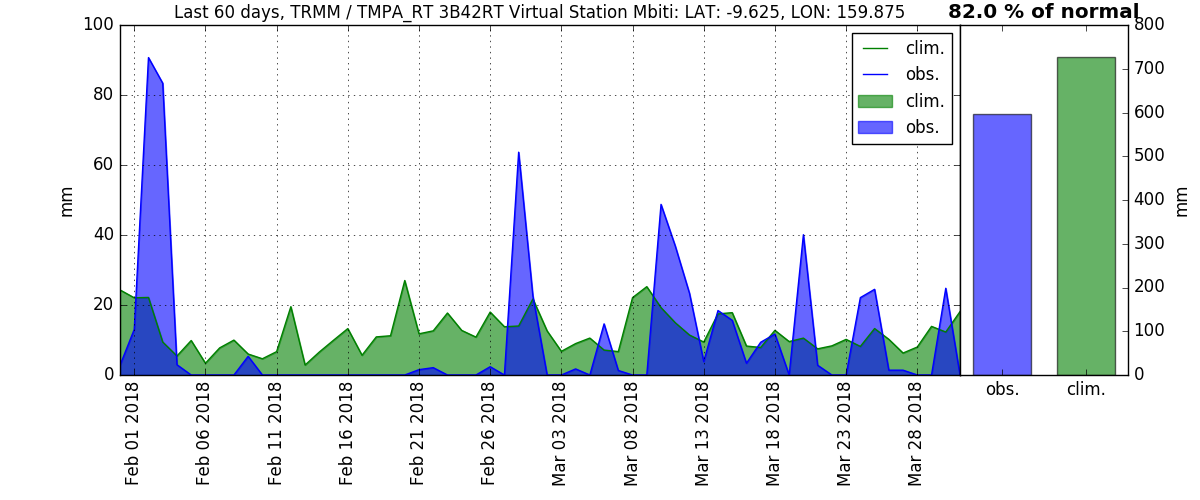 Last 60 days, TRMM / TMPA_RT 3B42RT Virtual Station Mbiti: LAT: -9.625, LON: 159.875
82.0 % of normal
100
80
60
40
20
0
mm
clim.
obs.
clim.
obs.
800
700
600
500
400
300
200
100
0
mm
obs.
clim.
Feb 01 2018
Feb 06 2018
Feb 11 2018
Feb 16 2018
Feb 21 2018
Feb 26 2018
Mar 03 2018
Mar 08 2018
Mar 13 2018
Mar 18 2018
Mar 23 2018
Mar 28 2018